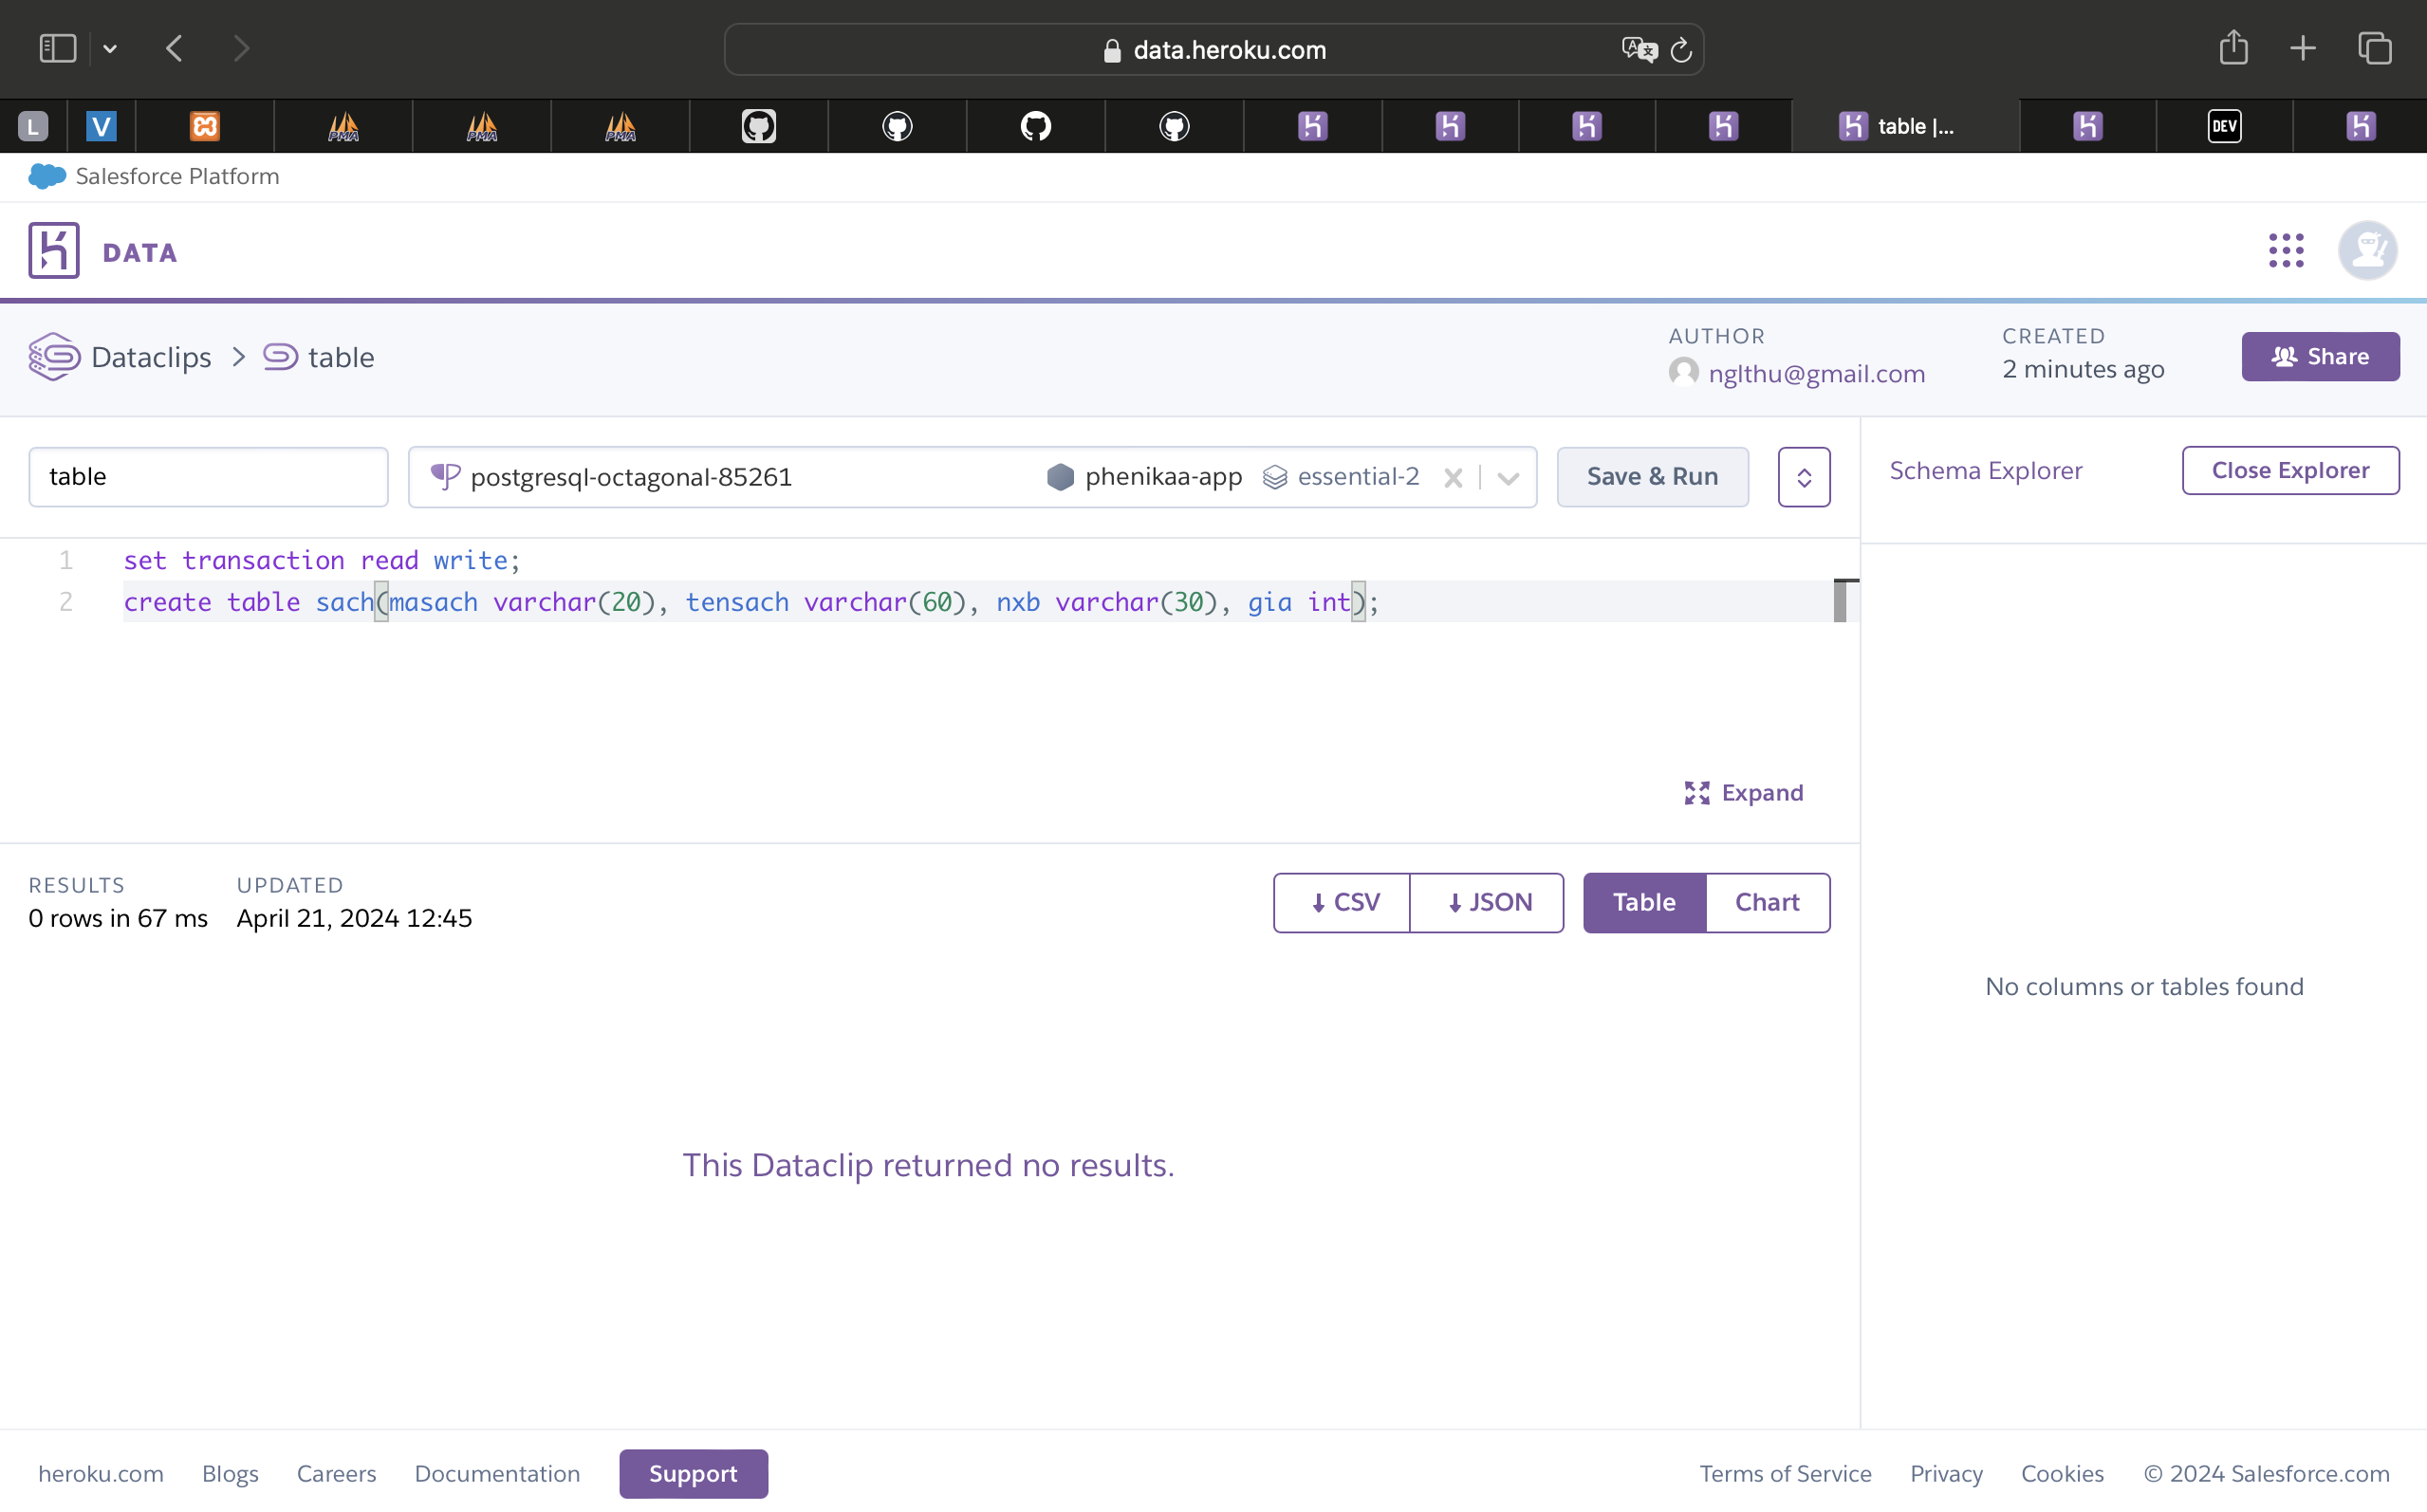 data.heroku.com
L V PMA PMA PMA table |... DEV
Salesforce Platform
DATA
Dataclips > table
AUTHOR
nglthu@gmail.com
CREATED
2 minutes ago
Share
table
postgresql-octagonal-85261 phenikaa-app essential-2
Save & Run
Schema Explorer
Close Explorer
1 set transaction read write;
2 create table sach(masach varchar(20), tensach varchar(60), nxb varchar(30), gia int);
Expand
RESULTS
0 rows in 67 ms
UPDATED
April 21, 2024 12:45
CSV JSON
Table Chart
No columns or tables found
This Dataclip returned no results.
heroku.com Blogs Careers Documentation Support Terms of Service Privacy Cookies © 2024 Salesforce.com